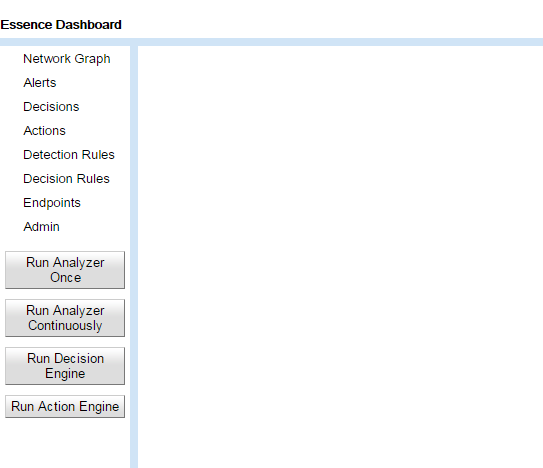 Essence Dashboard
Network Graph
Alerts
Decisions
Actions
Detection Rules
Decision Rules
Endpoints
Admin
Run Analyzer
Once
Run Analyzer
Continuously
Run Decision
Engine
Run Action Engine